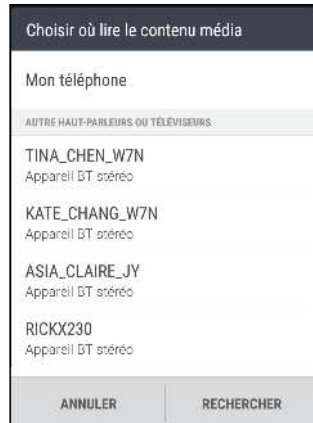 Choisir où lire le contenu média
Mon téléphone
AUTRE HAUT-PARLEURS OU TÉLÉVISEURS
TINA_CHEN_W7N
Appareil BT stéréo
KATE_CHANG_W7N
Appareil BT stéréo
ASIA_CLAIRE_JY
Appareil BT stéréo
RICKX230
Appareil BT stéréo
ANNULER RECHERCHER